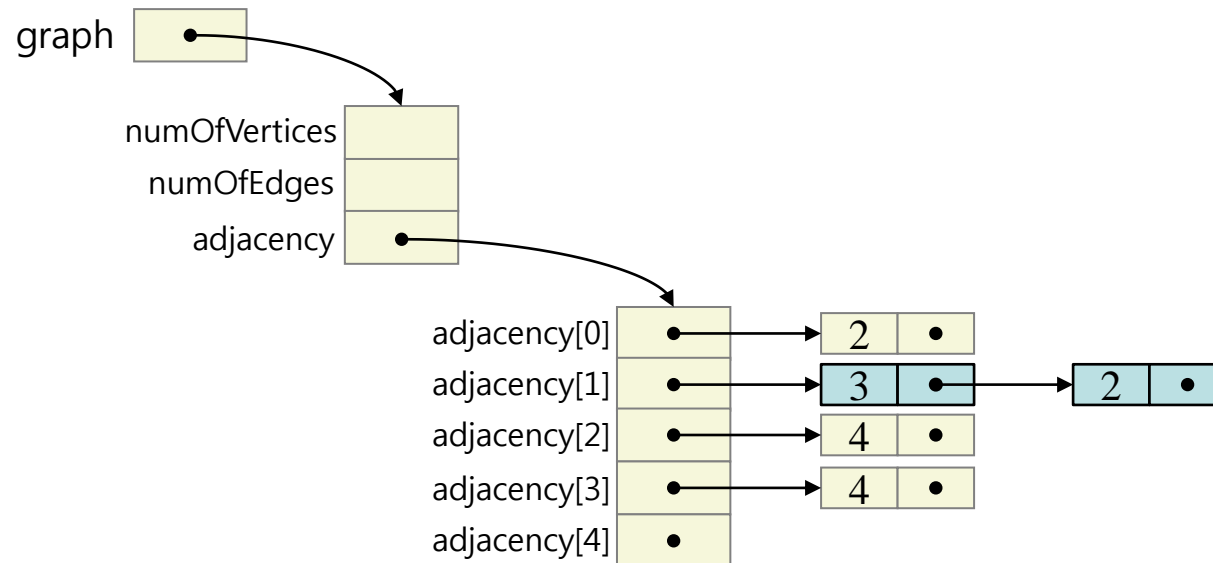 graph
numOfVertices
numOfEdges
adjacency
adjacency[0] 2
adjacency[1] 3 2
adjacency[2] 4
adjacency[3] 4
adjacency[4]